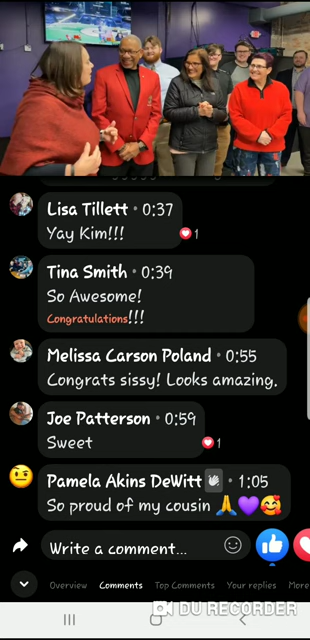 Lisa Tillett • 0:37
Yay Kim!!!
1
Tina Smith • 0:39
So Awesome!
Congratulations!!!
Melissa Carson Poland • 0:55
Congrats sissy! Looks amazing.
Joe Patterson • 0:59
Sweet
1
Pamela Akins DeWitt 👋 • 1:05
So proud of my cousin 🙏💜🥰
Write a comment...
Overview Comments Top Comments Your replies More
DU RECORDER